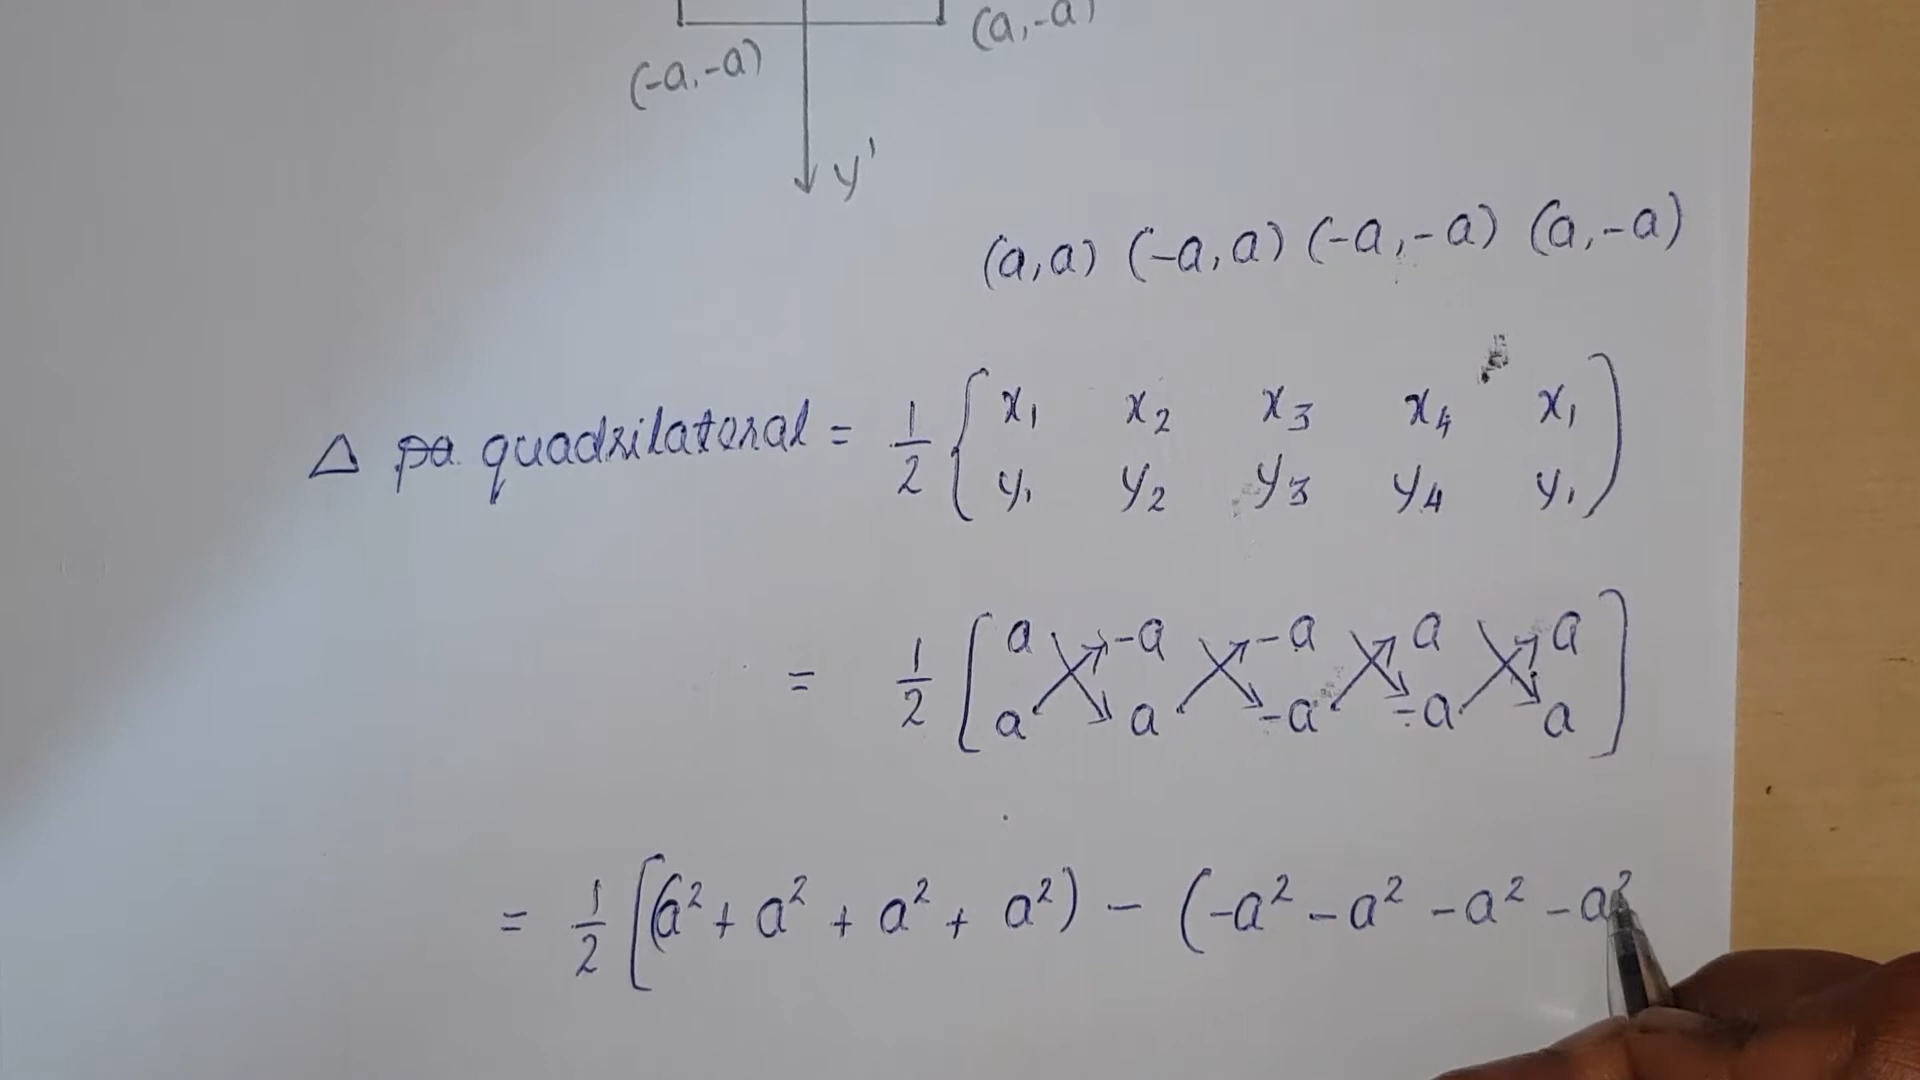 (a,-a)
(-a,-a)
y'
(a,a) (-a,a) (-a,-a) (a,-a)
△ quadrilateral = 1/2 { x₁ x₂ x₃ x₄ x₁ )
y₁ y₂ y₃ y₄ y₁
= 1/2 [ a -a -a a a ]
a a -a -a a
= 1/2 [(a² + a² + a² + a²) - (-a² - a² - a² - a²